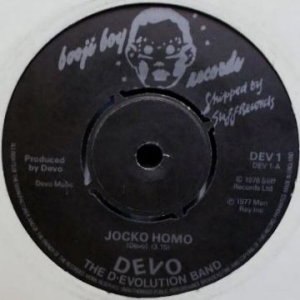 booji boy
records
Shipped by
Stiff Records
Produced
by Devo
Devo Music
DEV 1
DEV 1-A
℗ 1978 Stiff
Records Ltd
© 1977 Man
Ray Inc
JOCKO HOMO
DEVO
THE D-EVOLUTION BAND